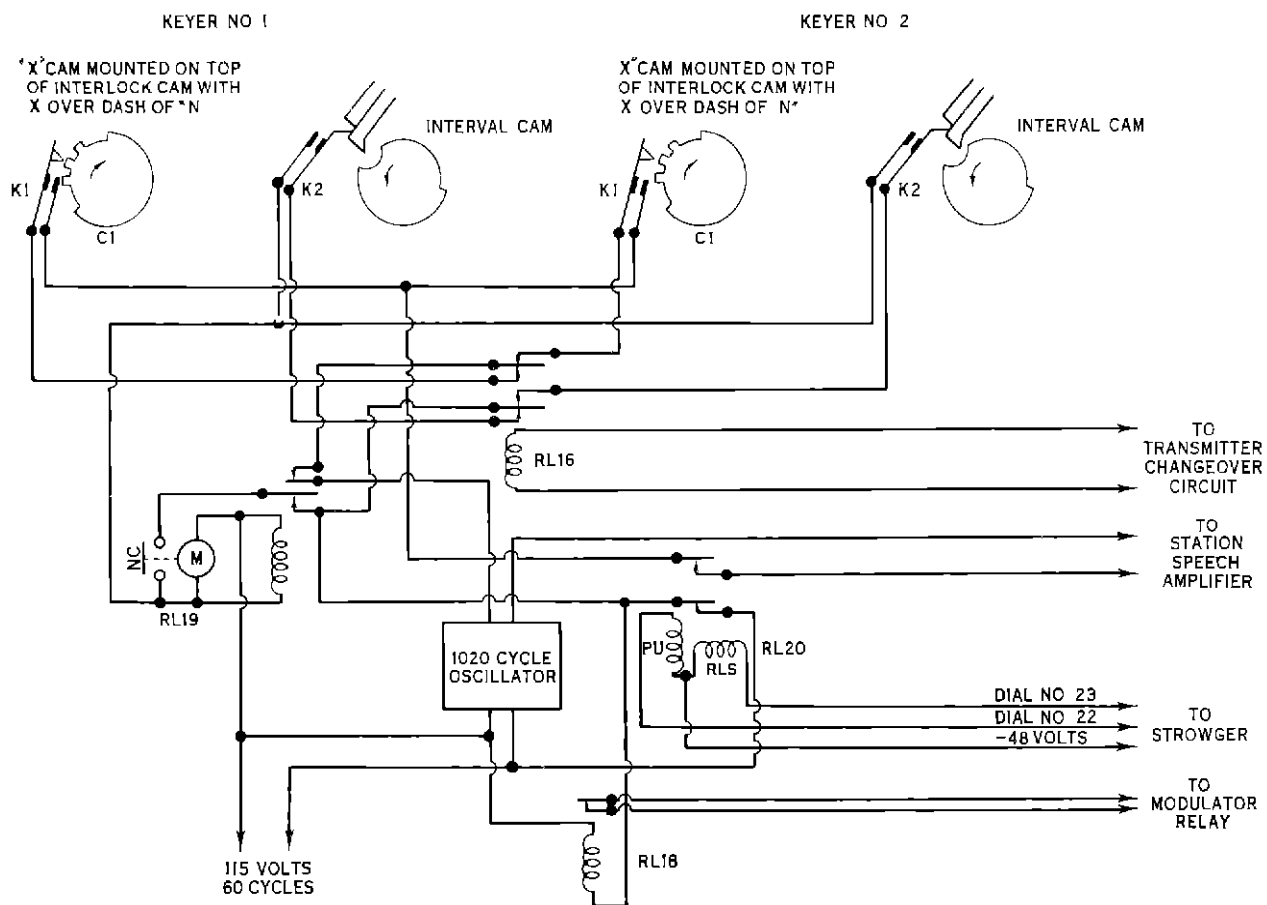 KEYER NO 1
KEYER NO 2
"X" CAM MOUNTED ON TOP
OF INTERLOCK CAM WITH
X OVER DASH OF "N
INTERVAL CAM
K1
C1
K2
X" CAM MOUNTED ON TOP
OF INTERLOCK CAM WITH
X OVER DASH OF N"
INTERVAL CAM
K1
C1
K2
RL16
TO
TRANSMITTER
CHANGEOVER
CIRCUIT
NC
M
RL19
TO
STATION
SPEECH
AMPLIFIER
1020 CYCLE
OSCILLATOR
PU
RLS
RL20
DIAL NO 23
DIAL NO 22
-48 VOLTS
TO
STROWGER
TO
MODULATOR
RELAY
RL18
115 VOLTS
60 CYCLES